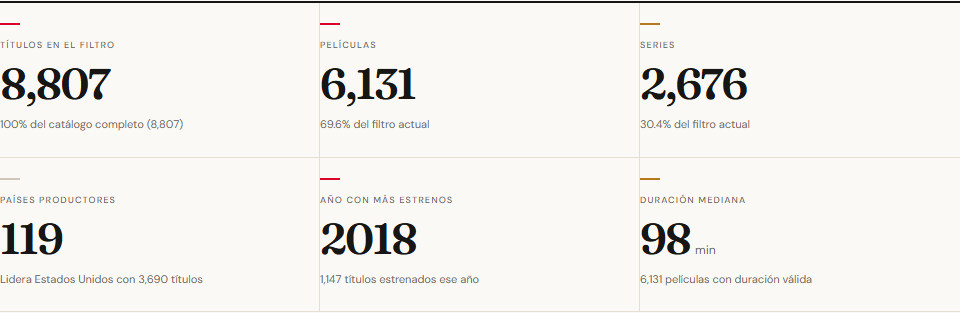 TÍTULOS EN EL FILTRO
8,807
100% del catálogo completo (8,807)
PELÍCULAS
6,131
69.6% del filtro actual
SERIES
2,676
30.4% del filtro actual
PAÍSES PRODUCTORES
119
Lidera Estados Unidos con 3,690 títulos
AÑO CON MÁS ESTRENOS
2018
1,147 títulos estrenados ese año
DURACIÓN MEDIANA
98 min
6,131 películas con duración válida